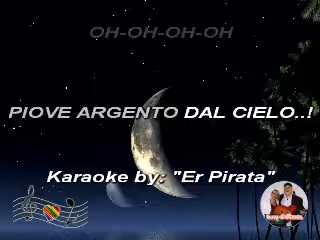 OH-OH-OH-OH
PIOVE ARGENTO DAL CIELO..!
Karaoke by: "Er Pirata"